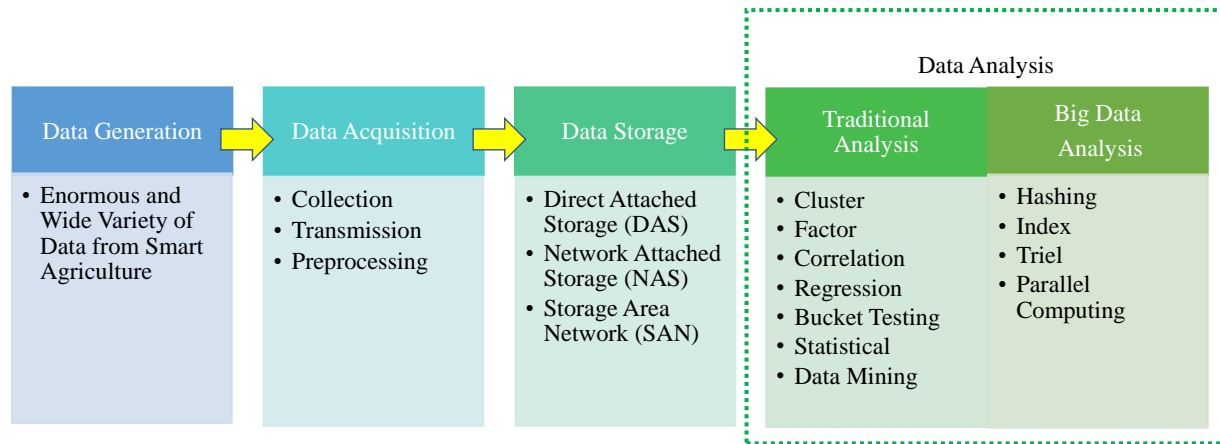 Data Analysis
Data Generation
• Enormous and
Wide Variety of
Data from Smart
Agriculture
Data Acquisition
• Collection
• Transmission
• Preprocessing
Data Storage
• Direct Attached
Storage (DAS)
• Network Attached
Storage (NAS)
• Storage Area
Network (SAN)
Traditional
Analysis
• Cluster
• Factor
• Correlation
• Regression
• Bucket Testing
• Statistical
• Data Mining
Big Data
Analysis
• Hashing
• Index
• Triel
• Parallel
Computing